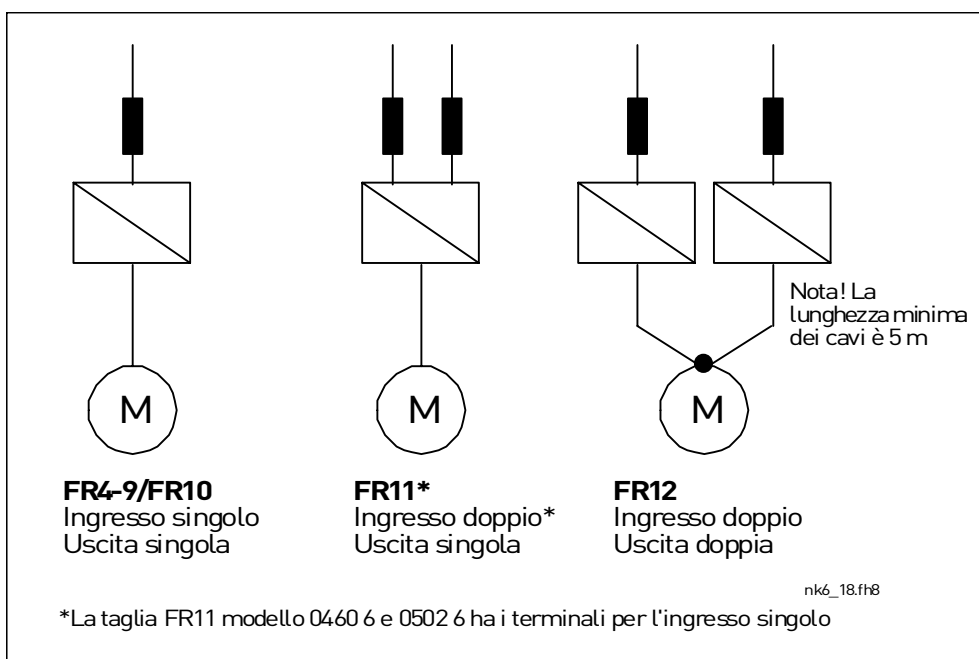 Nota! La
lunghezza minima
dei cavi è 5 m
M
M
M
FR4-9/FR10
Ingresso singolo
Uscita singola
FR11*
Ingresso doppio*
Uscita singola
FR12
Ingresso doppio
Uscita doppia
nk6_18.fh8
*La taglia FR11 modello 0460 6 e 0502 6 ha i terminali per l'ingresso singolo